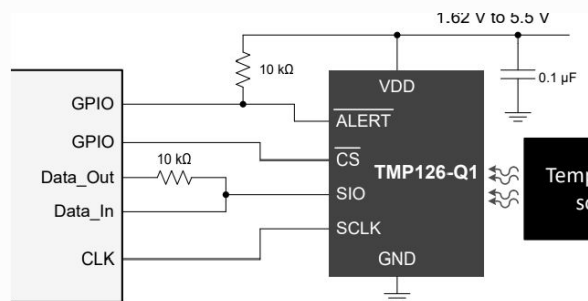 1.62 V to 5.5 V
10 kΩ
0.1 µF
VDD
GPIO
ALERT
GPIO
CS
10 kΩ
TMP126-Q1
Data_Out
SIO
Data_In
SCLK
CLK
GND